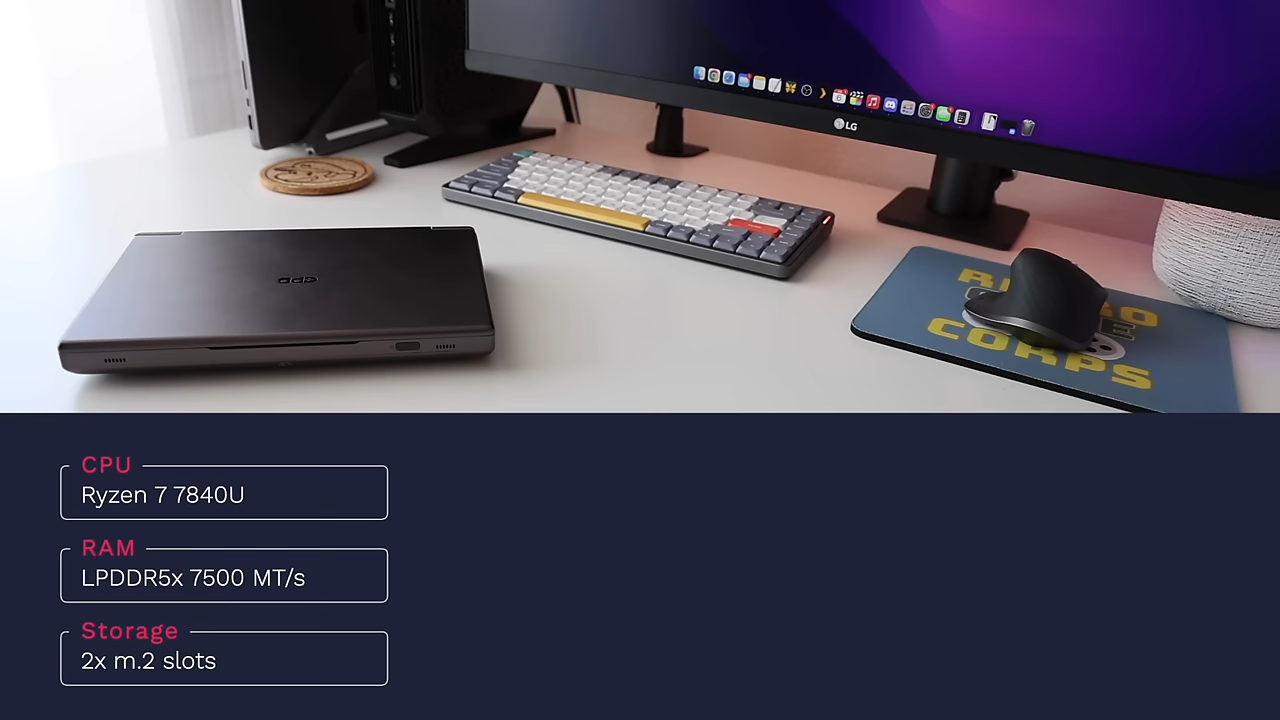 LG
CORPS
CPU
Ryzen 7 7840U
RAM
LPDDR5x 7500 MT/s
Storage
2x m.2 slots